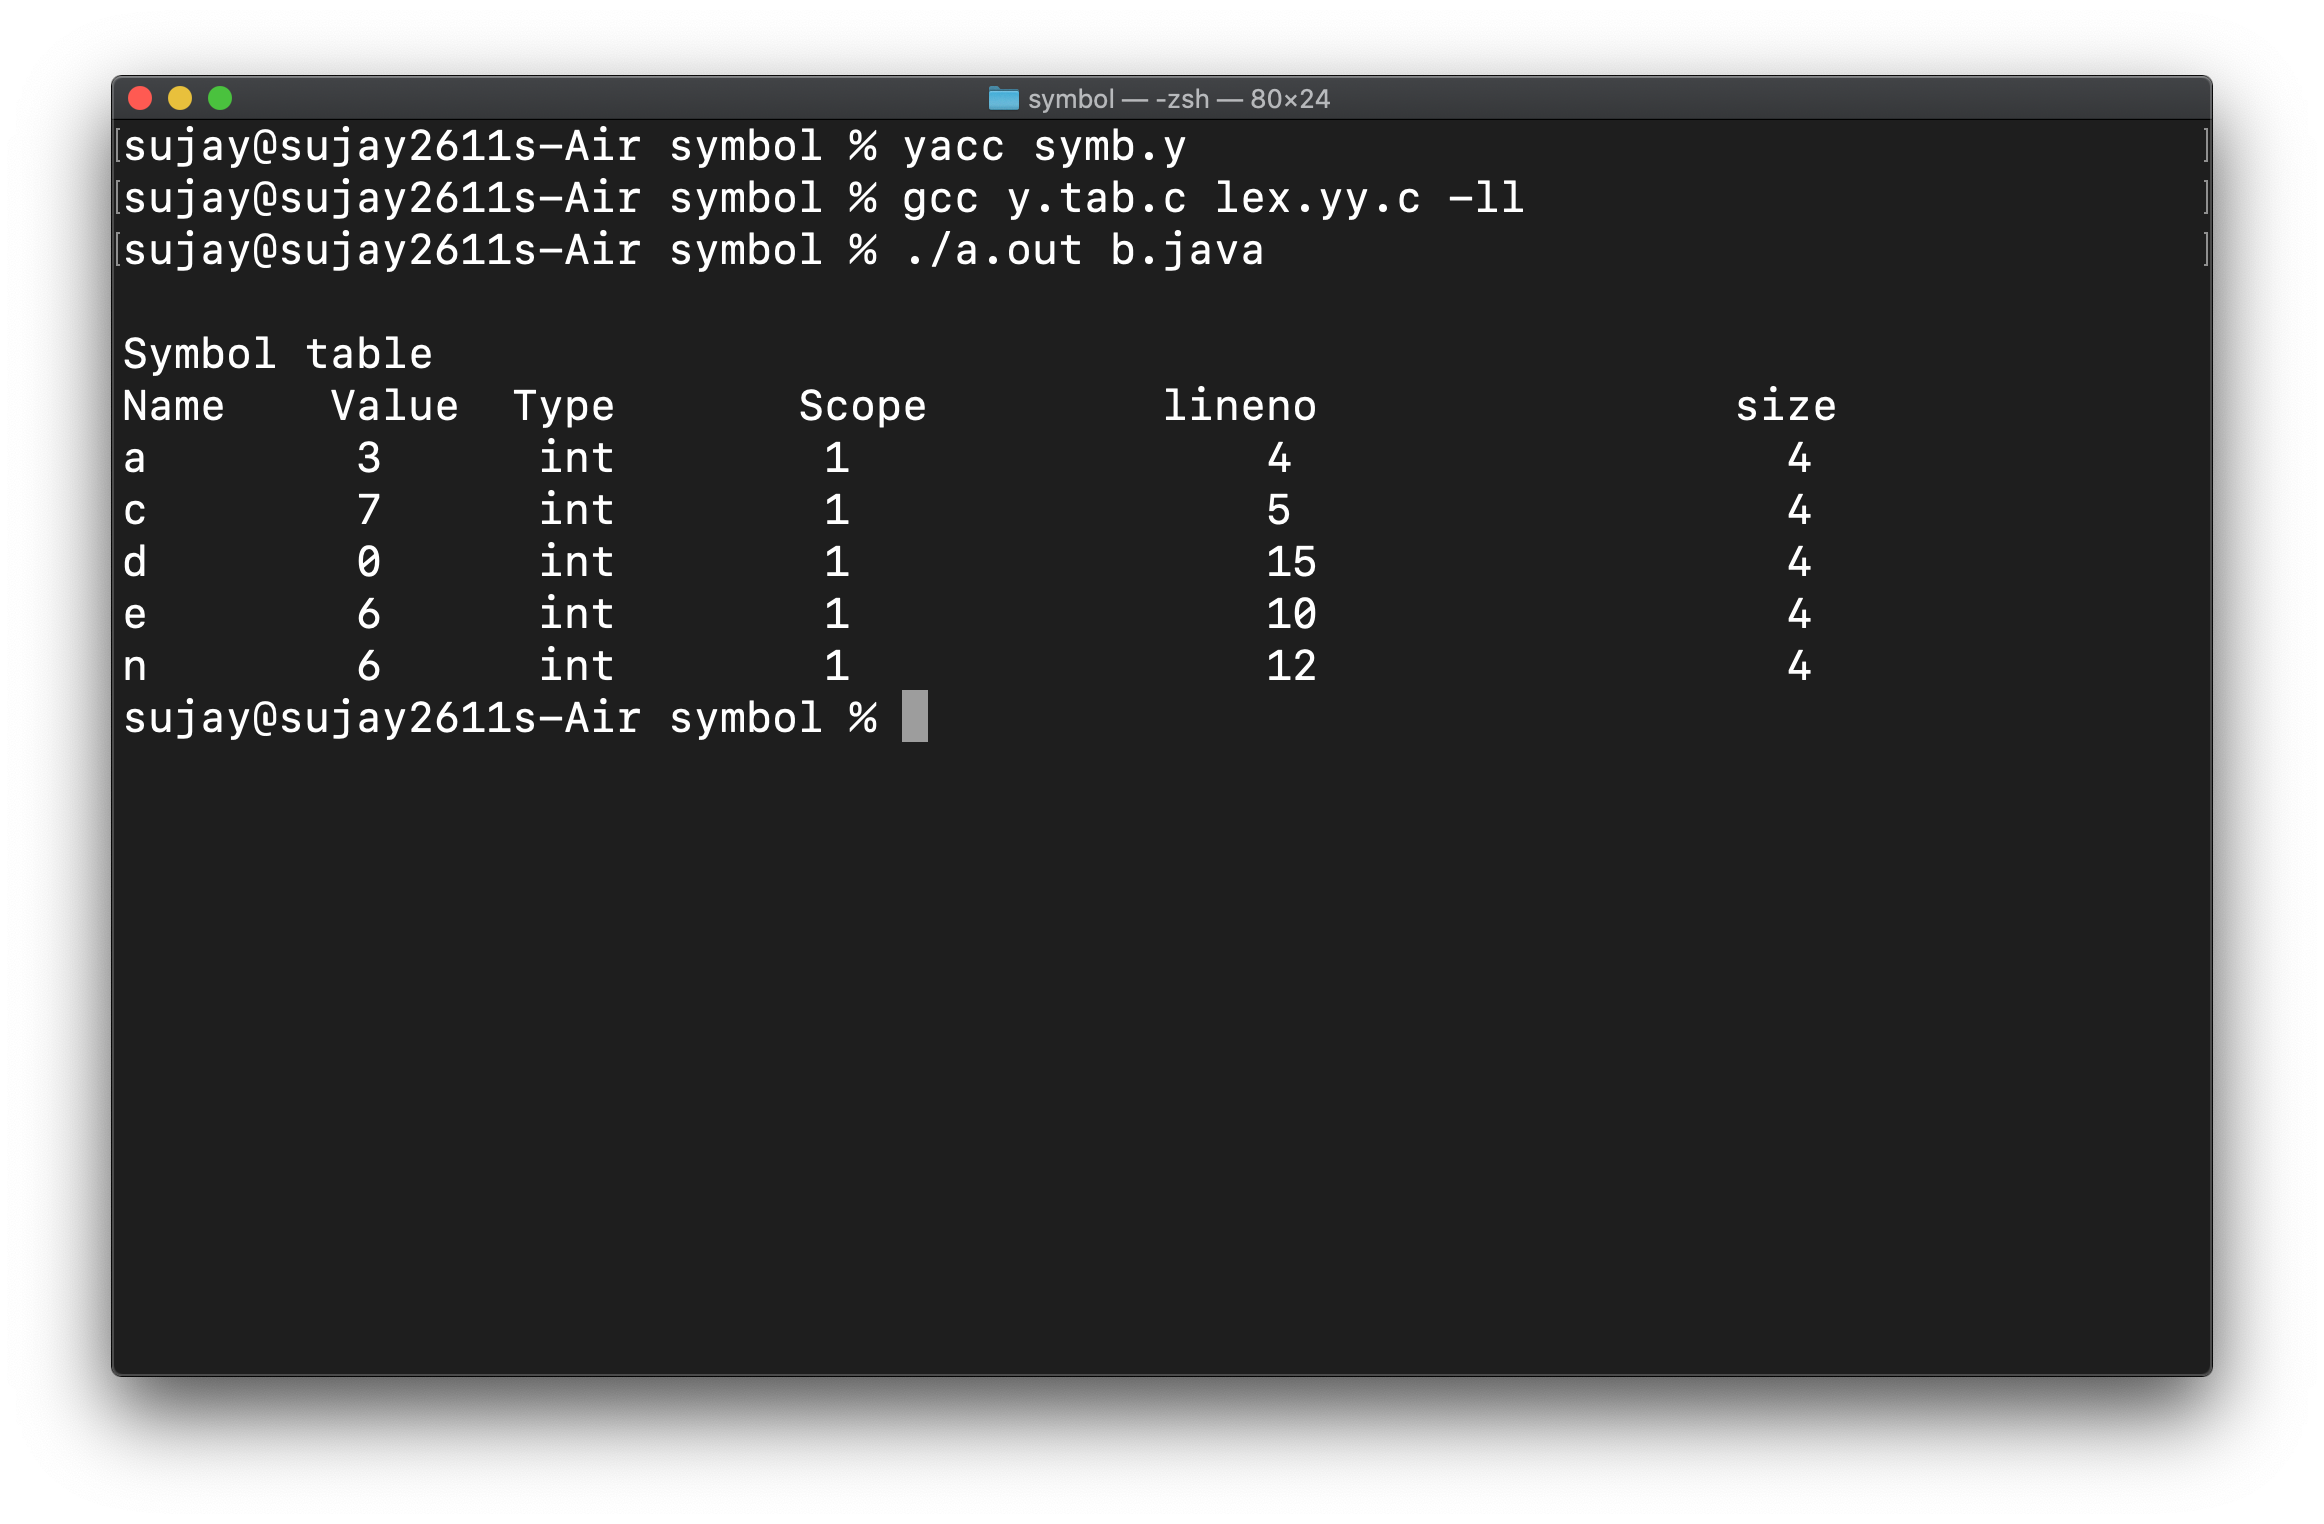 symbol — -zsh — 80×24
sujay@sujay2611s-Air symbol % yacc symb.y
sujay@sujay2611s-Air symbol % gcc y.tab.c lex.yy.c -ll
sujay@sujay2611s-Air symbol % ./a.out b.java
Symbol table
Name Value Type Scope lineno size
a 3 int 1 4 4
c 7 int 1 5 4
d 0 int 1 15 4
e 6 int 1 10 4
n 6 int 1 12 4
sujay@sujay2611s-Air symbol %